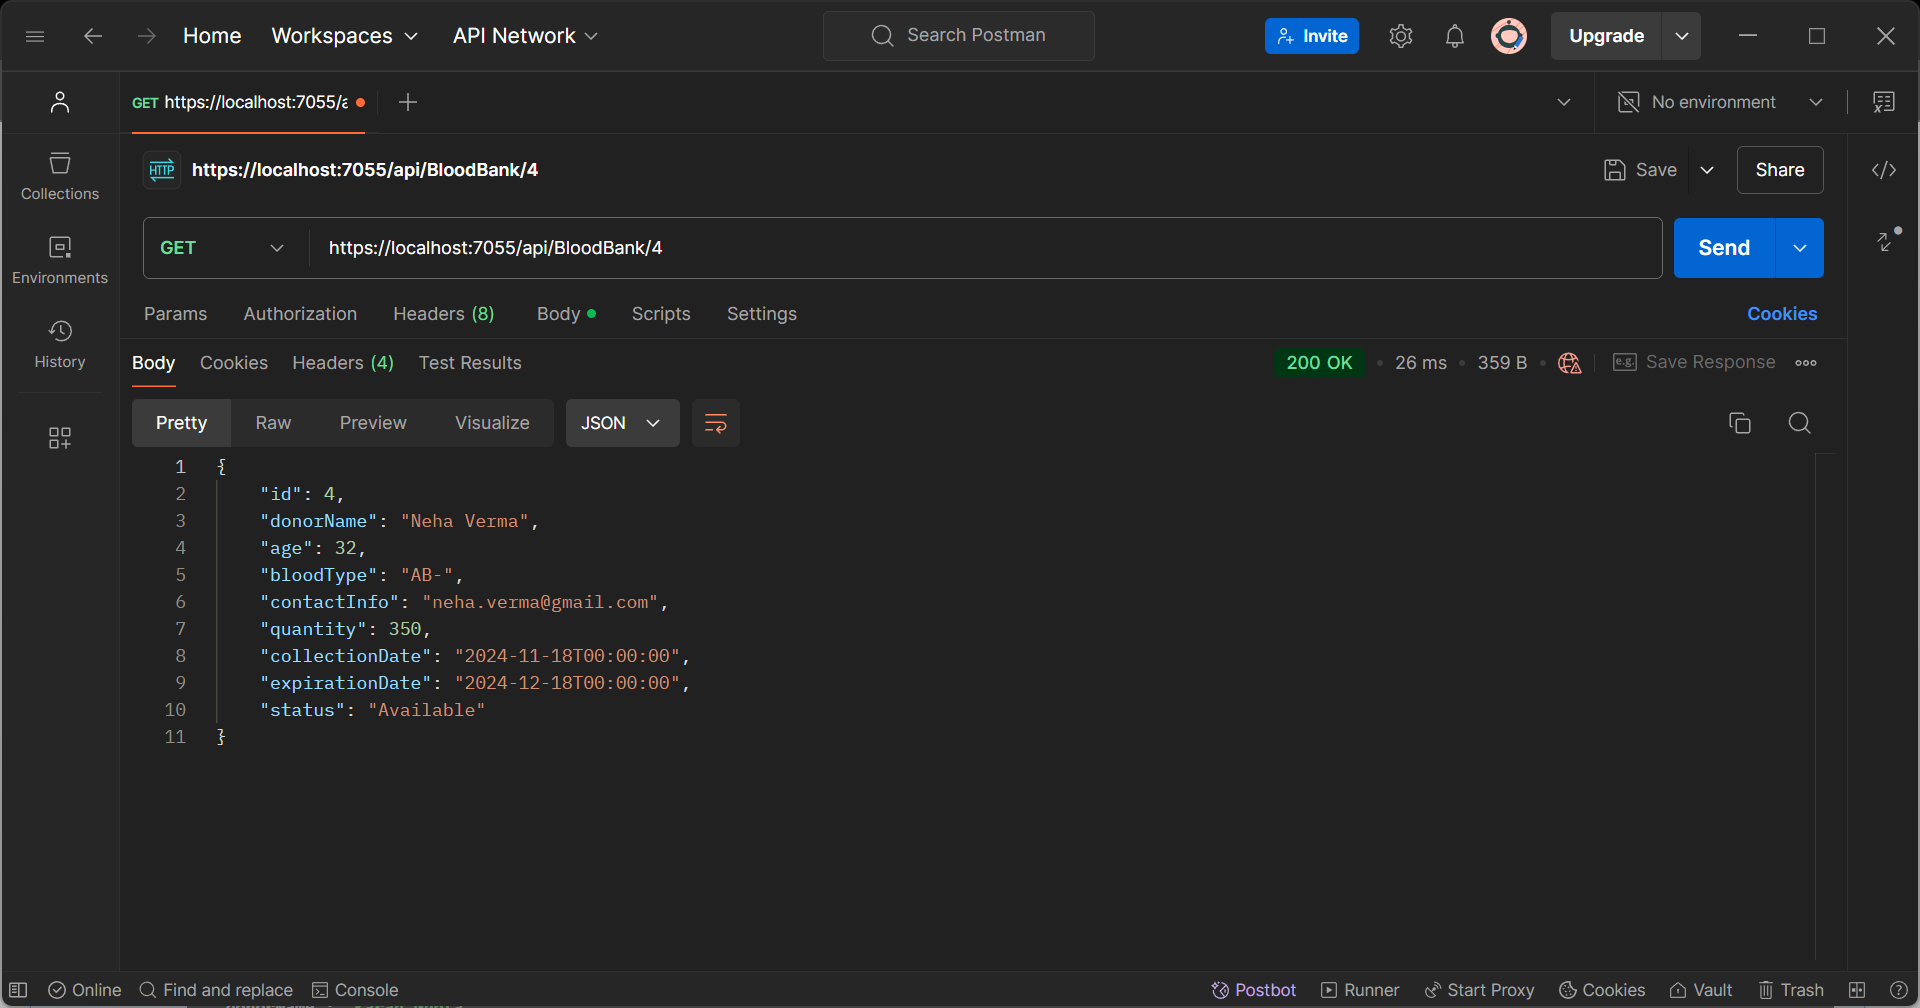 Home Workspaces API Network Search Postman Invite Upgrade
GET https://localhost:7055/a No environment
HTTP https://localhost:7055/api/BloodBank/4 Save Share
Collections
GET https://localhost:7055/api/BloodBank/4 Send
Environments
Params Authorization Headers (8) Body Scripts Settings Cookies
History
Body Cookies Headers (4) Test Results 200 OK 26 ms 359 B e.g. Save Response
Pretty Raw Preview Visualize JSON
1 {
2 "id": 4,
3 "donorName": "Neha Verma",
4 "age": 32,
5 "bloodType": "AB-",
6 "contactInfo": "neha.verma@gmail.com",
7 "quantity": 350,
8 "collectionDate": "2024-11-18T00:00:00",
9 "expirationDate": "2024-12-18T00:00:00",
10 "status": "Available"
11 }
Online Find and replace Console Postbot Runner Start Proxy Cookies Vault Trash